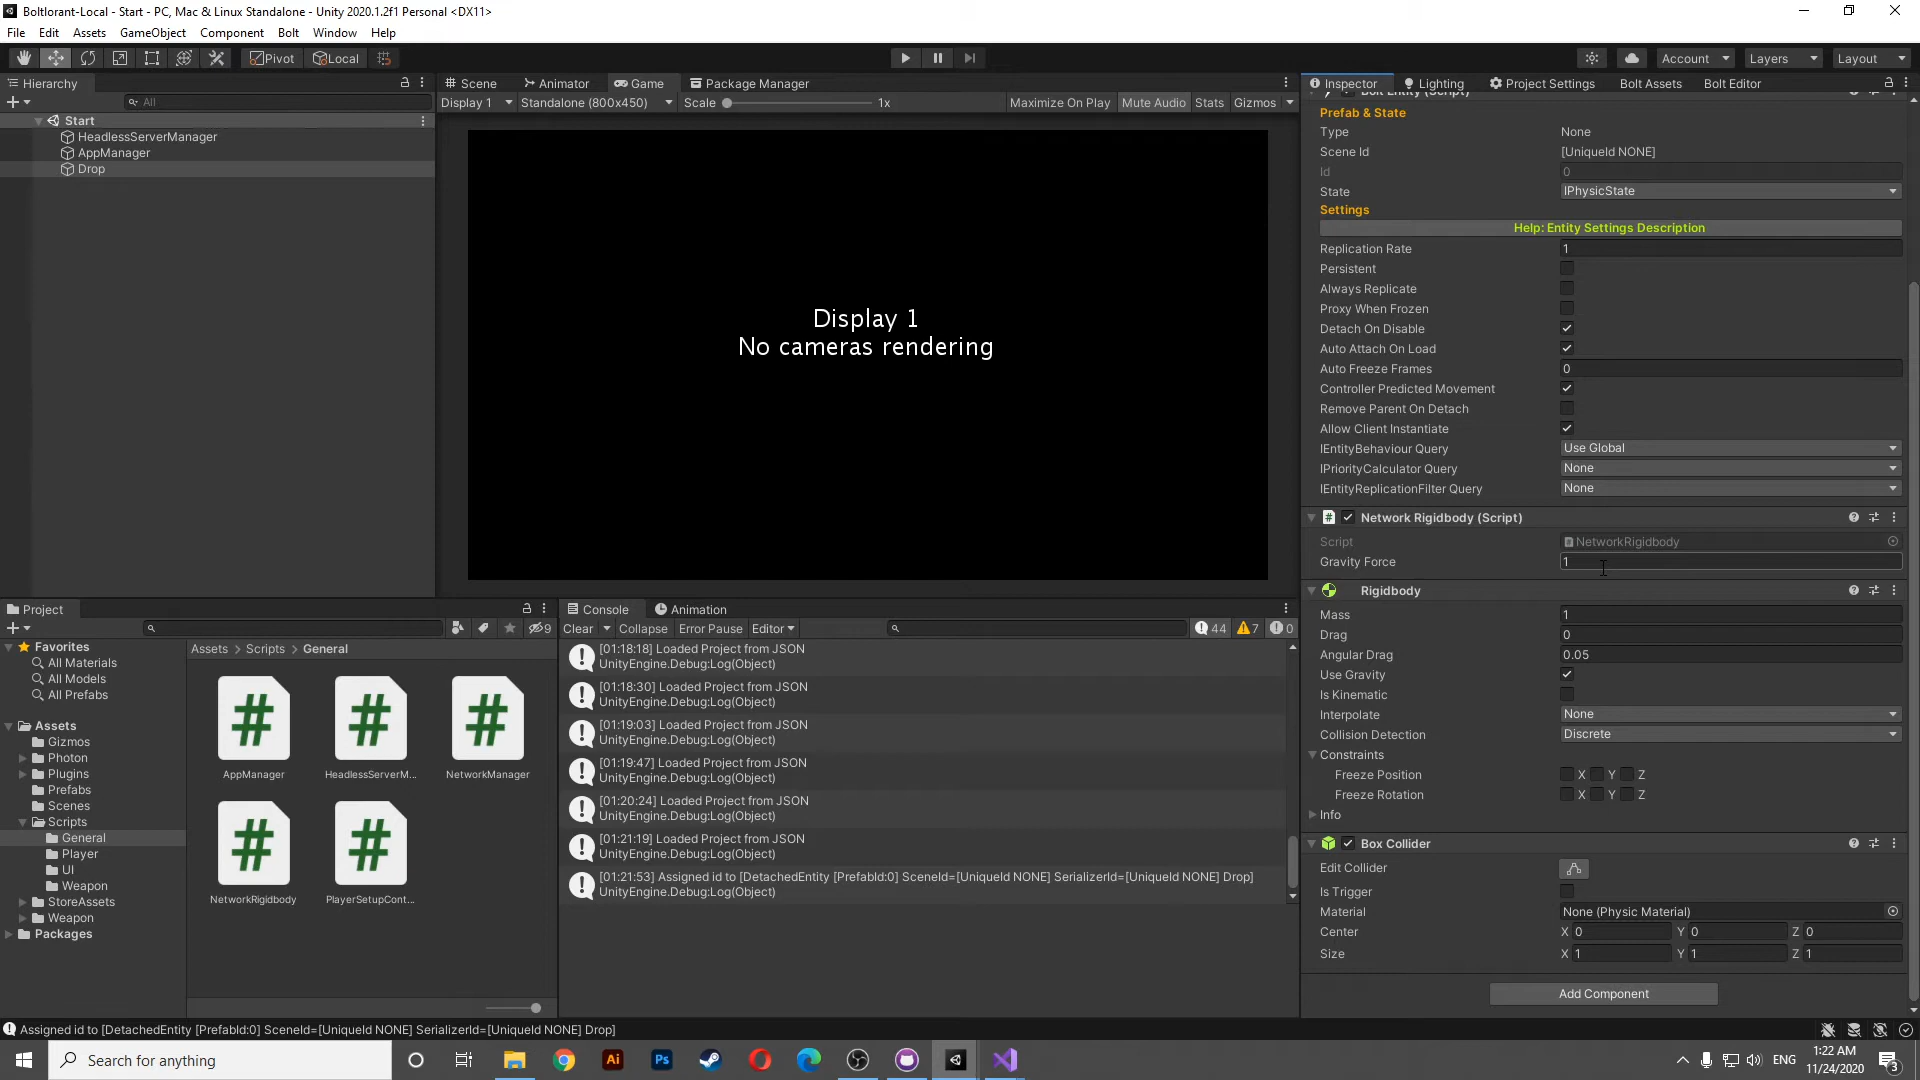 Boltlorant-Local - Start - PC, Mac & Linux Standalone - Unity 2020.1.2f1 Personal <DX11>
File Edit Assets GameObject Component Bolt Window Help
Pivot Local Account Layers Layout
Hierarchy
All
Start
HeadlessServerManager
AppManager
Drop
Scene Animator Game Package Manager
Display 1 Standalone (800x450) Scale 1x Maximize On Play Mute Audio Stats Gizmos
Display 1
No cameras rendering
Inspector Lighting Project Settings Bolt Assets Bolt Editor
Bolt Entity (Script)
Prefab & State
Type None
Scene Id [UniqueId NONE]
Id 0
State IPhysicState
Settings
Help: Entity Settings Description
Replication Rate 1
Persistent
Always Replicate
Proxy When Frozen
Detach On Disable
Auto Attach On Load
Auto Freeze Frames 0
Controller Predicted Movement
Remove Parent On Detach
Allow Client Instantiate
IEntityBehaviour Query Use Global
IPriorityCalculator Query None
IEntityReplicationFilter Query None
# Network Rigidbody (Script)
Script NetworkRigidbody
Gravity Force 1
Rigidbody
Mass 1
Drag 0
Angular Drag 0.05
Use Gravity
Is Kinematic
Interpolate None
Collision Detection Discrete
Constraints
Freeze Position X Y Z
Freeze Rotation X Y Z
Info
Box Collider
Edit Collider
Is Trigger
Material None (Physic Material)
Center X 0 Y 0 Z 0
Size X 1 Y 1 Z 1
Add Component
Project
9
Favorites
All Materials
All Models
All Prefabs
Assets
Gizmos
Photon
Plugins
Prefabs
Scenes
Scripts
General
Player
UI
Weapon
StoreAssets
Weapon
Packages
Assets > Scripts > General
# # #
AppManager HeadlessServerM... NetworkManager
# #
NetworkRigidbody PlayerSetupCont...
Console Animation
Clear Collapse Error Pause Editor 44 7 0
[01:18:18] Loaded Project from JSON
UnityEngine.Debug:Log(Object)
[01:18:30] Loaded Project from JSON
UnityEngine.Debug:Log(Object)
[01:19:03] Loaded Project from JSON
UnityEngine.Debug:Log(Object)
[01:19:47] Loaded Project from JSON
UnityEngine.Debug:Log(Object)
[01:20:24] Loaded Project from JSON
UnityEngine.Debug:Log(Object)
[01:21:19] Loaded Project from JSON
UnityEngine.Debug:Log(Object)
[01:21:53] Assigned id to [DetachedEntity [PrefabId:0] SceneId=[UniqueId NONE] SerializerId=[UniqueId NONE] Drop]
UnityEngine.Debug:Log(Object)
Assigned id to [DetachedEntity [PrefabId:0] SceneId=[UniqueId NONE] SerializerId=[UniqueId NONE] Drop]
Search for anything
Ai Ps
ENG
1:22 AM
11/24/2020
3